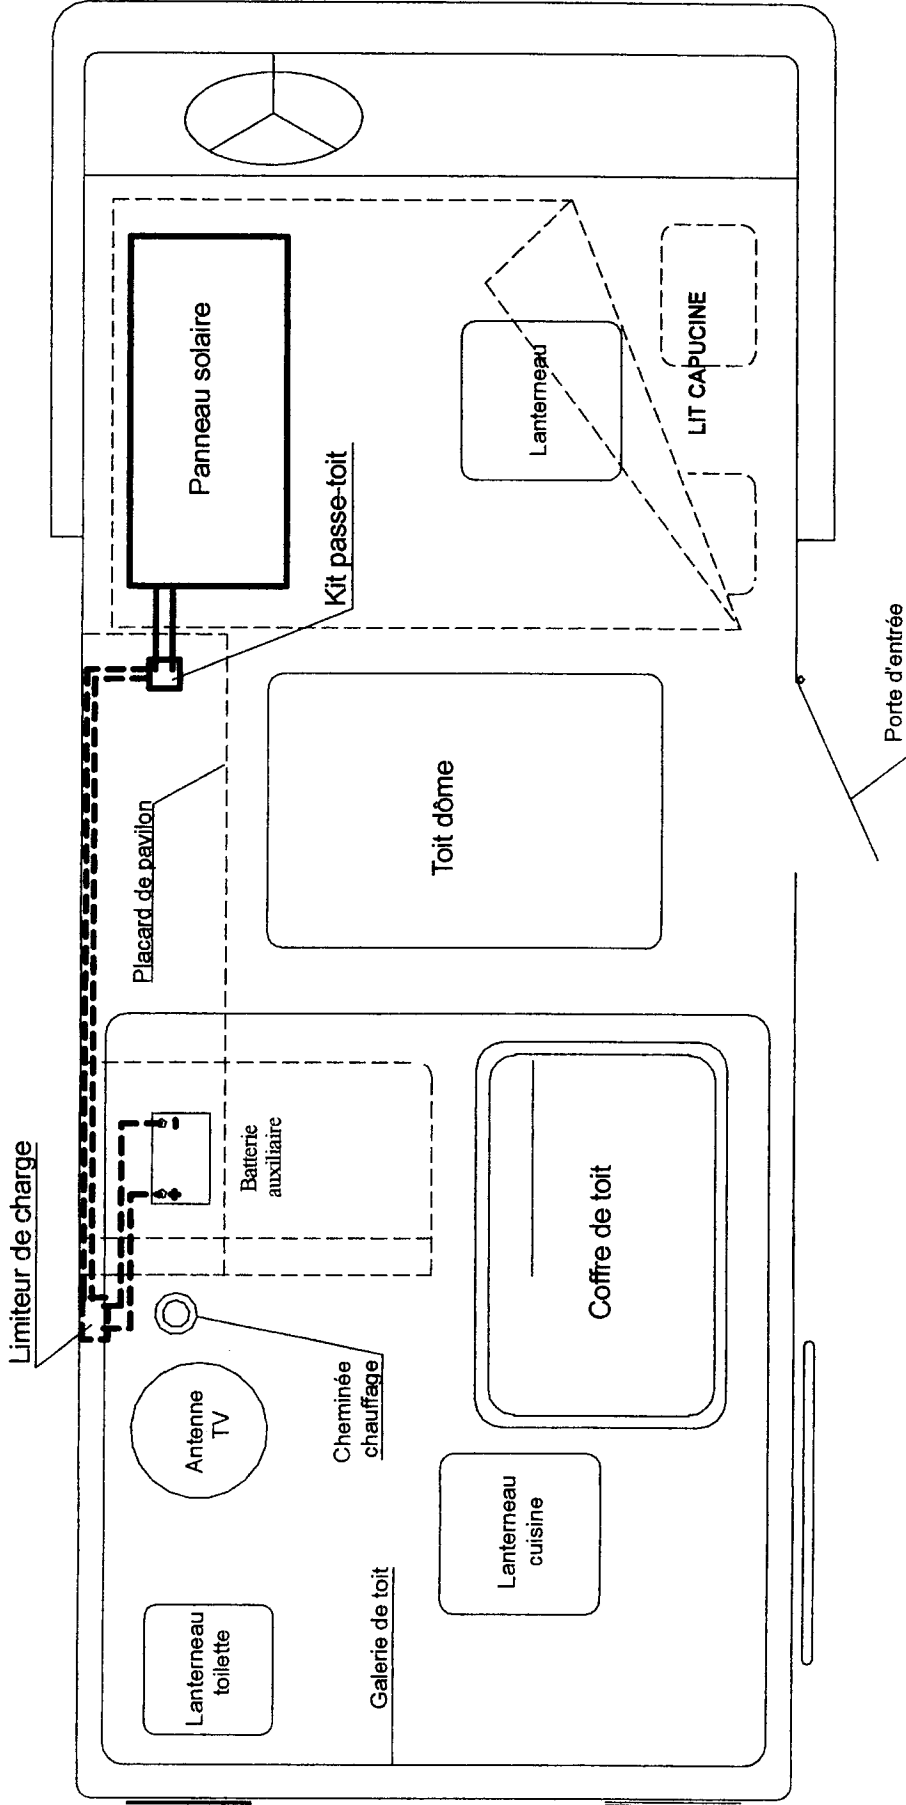 Limiteur de charge
Panneau solaire
Kit passe-toit
Lanterneau
LIT CAPUCINE
Placard de pavilon
Toit dôme
Porte d'entrée
Batterie
auxiliaire
+
-
Coffre de toit
Cheminée
chauffage
Antenne
TV
Lanterneau
cuisine
Galerie de toit
Lanterneau
toilette